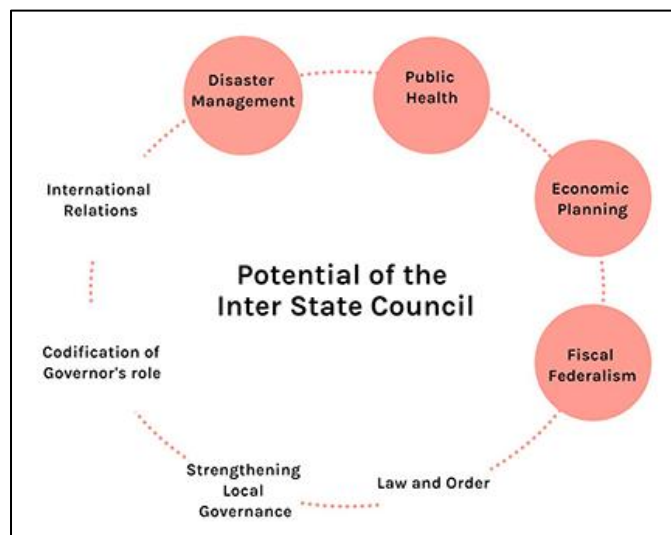 Disaster
Management
Public
Health
International
Relations
Economic
Planning
Potential of the
Inter State Council
Codification of
Governor's role
Fiscal
Federalism
Strengthening
Local
Governance
Law and Order